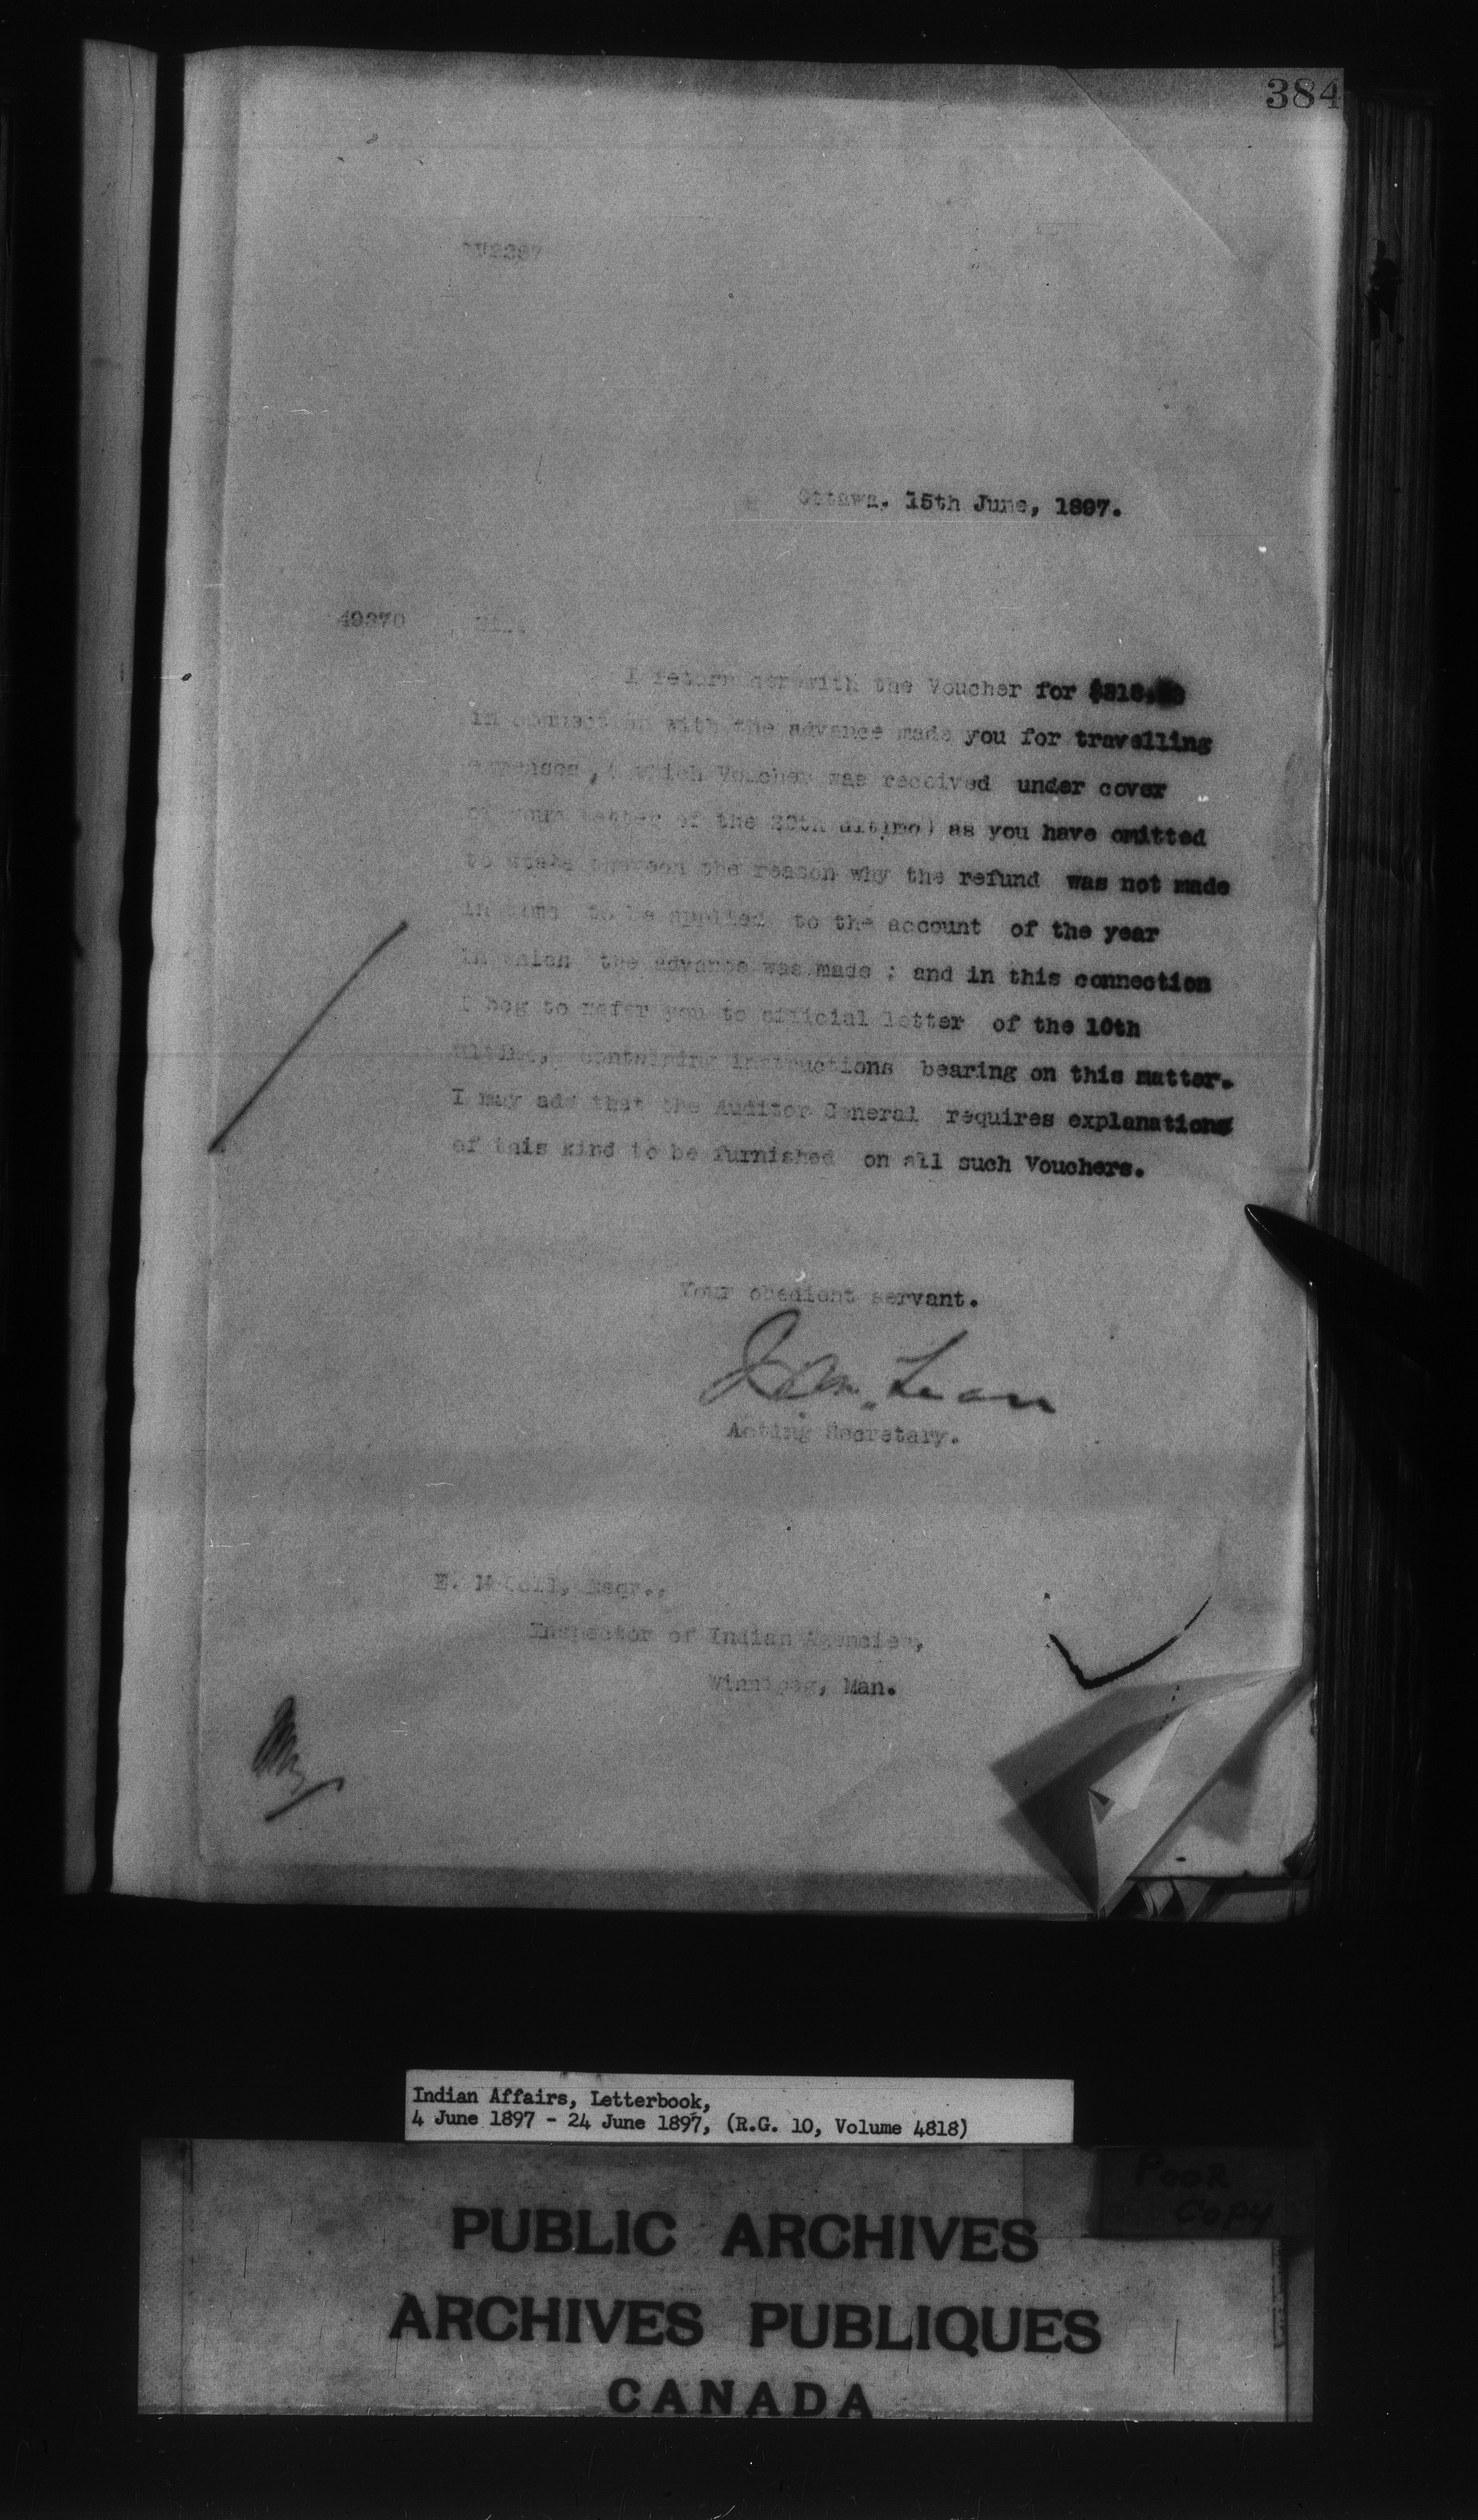 384
Ottawa, 15th June, 1897.
49270
Sir,
I return herewith the Voucher for
in connection with the advance made you for travelling
expenses, ( which Voucher was received under cover
of your letter of the ultimo) as you have omitted
to state thereon the reason why the refund was not made
in time to be applied to the account of the year
in which the advance was made ; and in this connection
I beg to refer you to official letter of the 10th
ultimo, containing instructions bearing on this matter.
I may add that the Auditor General requires explanations
of this kind to be furnished on all such Vouchers.
Your obedient servant.
Acting Secretary.
E. McColl, Esqr.,
Inspector of Indian Agencies,
Winnipeg, Man.
Indian Affairs, Letterbook,
4 June 1897 - 24 June 1897, (R.G. 10, Volume 4818)
POOR
COPY
PUBLIC ARCHIVES
ARCHIVES PUBLIQUES
CANADA